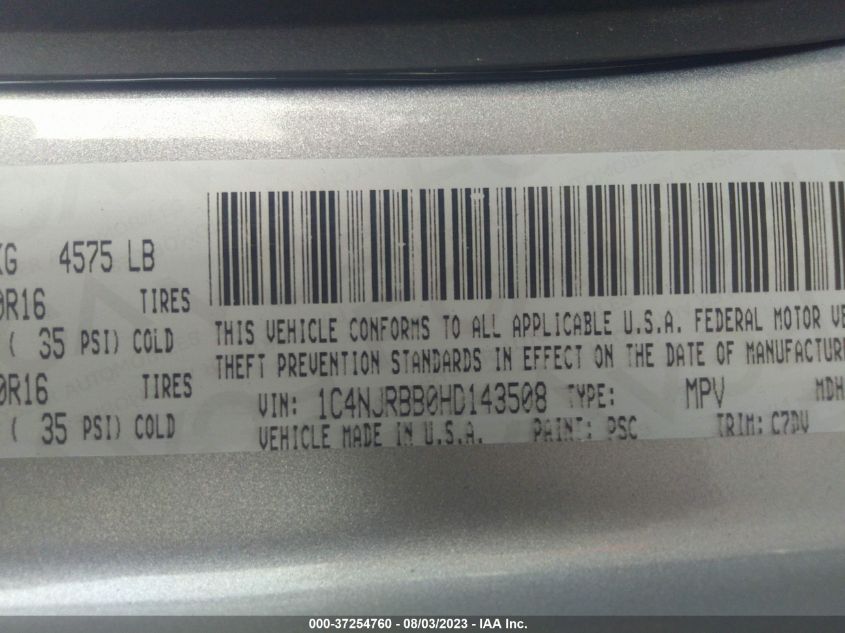 KG 4575 LB
0R16 TIRES
( 35 PSI) COLD
0R16 TIRES
( 35 PSI) COLD
THIS VEHICLE CONFORMS TO ALL APPLICABLE U.S.A. FEDERAL MOTOR VE
THEFT PREVENTION STANDARDS IN EFFECT ON THE DATE OF MANUFACTURE
VIN: 1C4NJRBB0HD143508 TYPE: MPV MDH
VEHICLE MADE IN U.S.A. PAINT: PSC TRIM: C7DV
000-37254760 - 08/03/2023 - IAA Inc.